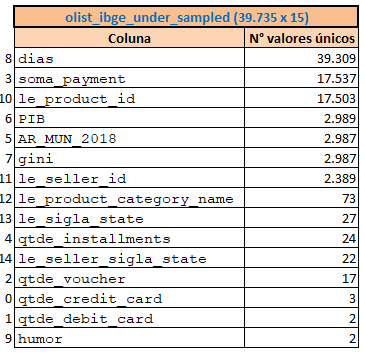 olist_ibge_under_sampled (39.735 x 15)
Coluna N° valores únicos
8 dias 39.309
3 soma_payment 17.537
10 le_product_id 17.503
6 PIB 2.989
5 AR_MUN_2018 2.987
7 gini 2.987
11 le_seller_id 2.389
12 le_product_category_name 73
13 le_sigla_state 27
4 qtde_installments 24
14 le_seller_sigla_state 22
2 qtde_voucher 17
0 qtde_credit_card 3
1 qtde_debit_card 2
9 humor 2